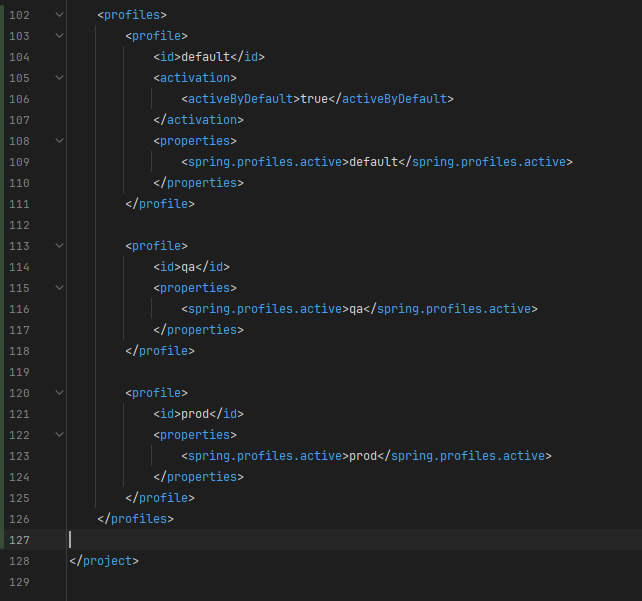 102 <profiles>
103 <profile>
104 <id>default</id>
105 <activation>
106 <activeByDefault>true</activeByDefault>
107 </activation>
108 <properties>
109 <spring.profiles.active>default</spring.profiles.active>
110 </properties>
111 </profile>
112
113 <profile>
114 <id>qa</id>
115 <properties>
116 <spring.profiles.active>qa</spring.profiles.active>
117 </properties>
118 </profile>
119
120 <profile>
121 <id>prod</id>
122 <properties>
123 <spring.profiles.active>prod</spring.profiles.active>
124 </properties>
125 </profile>
126 </profiles>
127
128 </project>
129